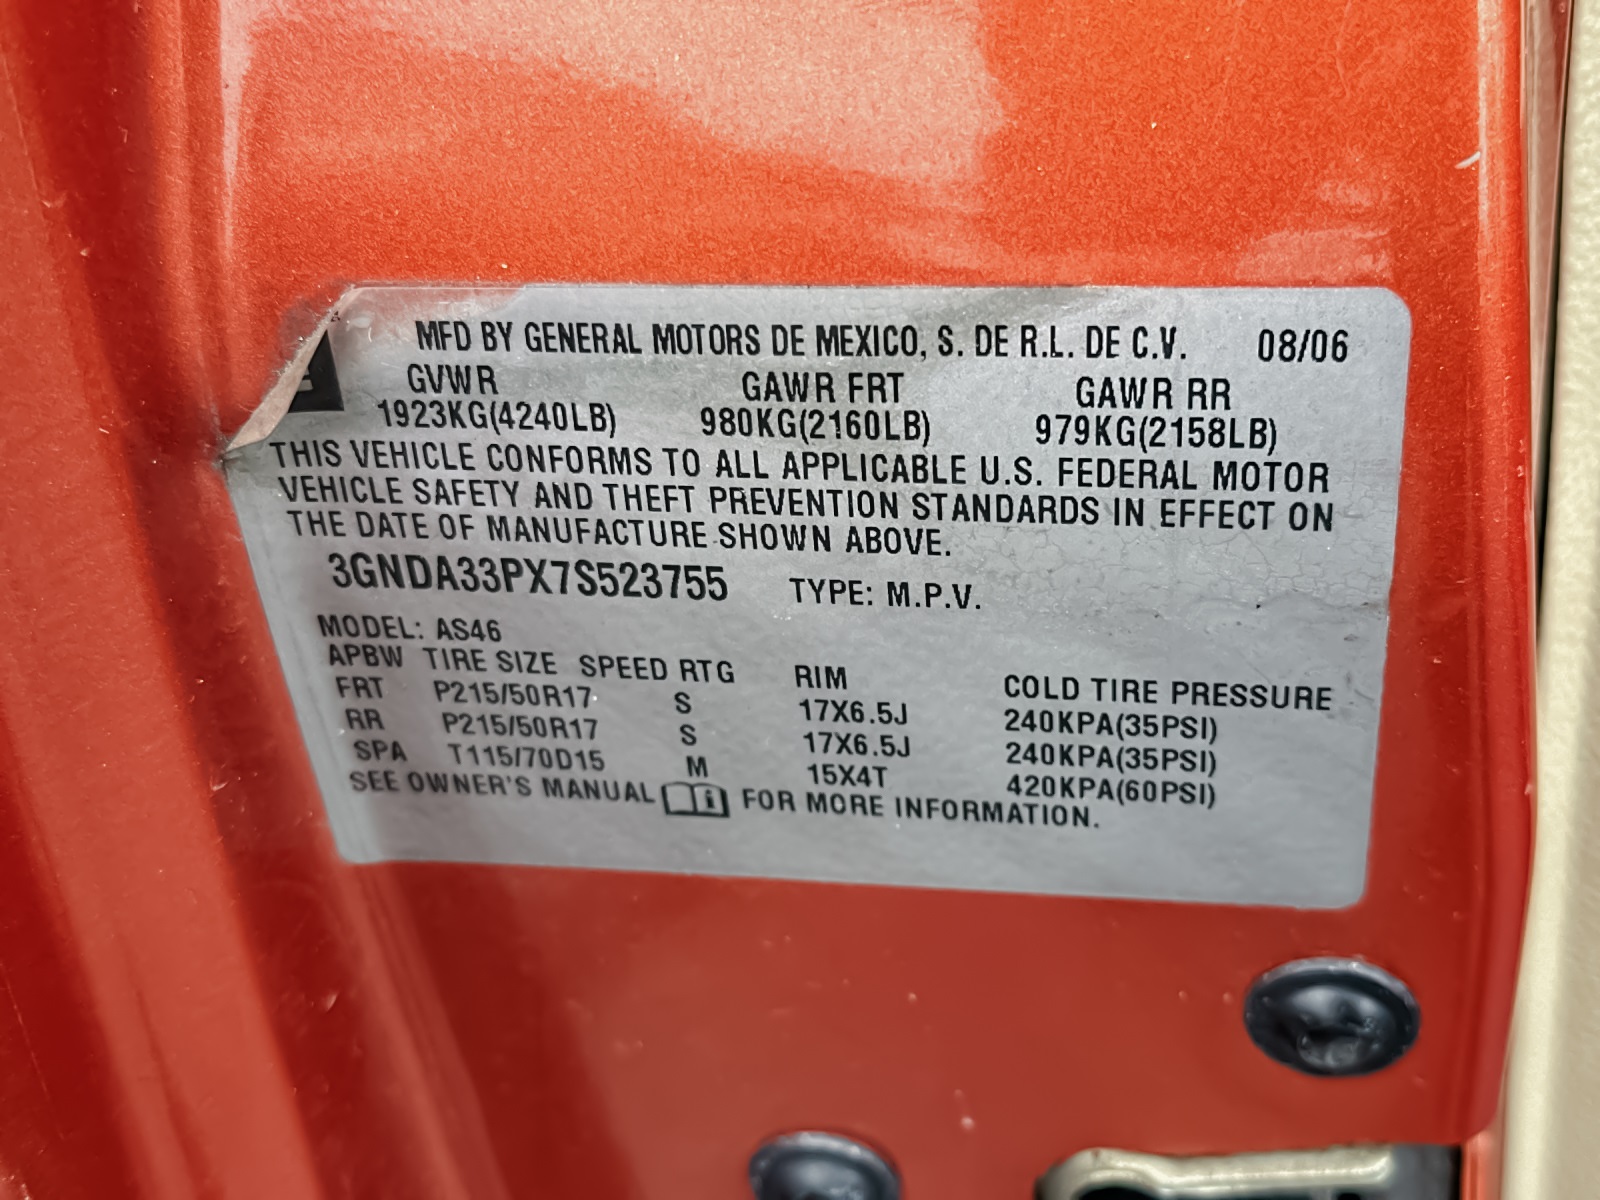 MFD BY GENERAL MOTORS DE MEXICO, S. DE R.L. DE C.V. 08/06
GVWR GAWR FRT GAWR RR
1923KG(4240LB) 980KG(2160LB) 979KG(2158LB)
THIS VEHICLE CONFORMS TO ALL APPLICABLE U.S. FEDERAL MOTOR
VEHICLE SAFETY AND THEFT PREVENTION STANDARDS IN EFFECT ON
THE DATE OF MANUFACTURE SHOWN ABOVE.
3GNDA33PX7S523755 TYPE: M.P.V.
MODEL: AS46
APBW TIRE SIZE SPEED RTG RIM COLD TIRE PRESSURE
FRT P215/50R17 S 17X6.5J 240KPA(35PSI)
RR P215/50R17 S 17X6.5J 240KPA(35PSI)
SPA T115/70D15 M 15X4T 420KPA(60PSI)
SEE OWNER'S MANUAL FOR MORE INFORMATION.